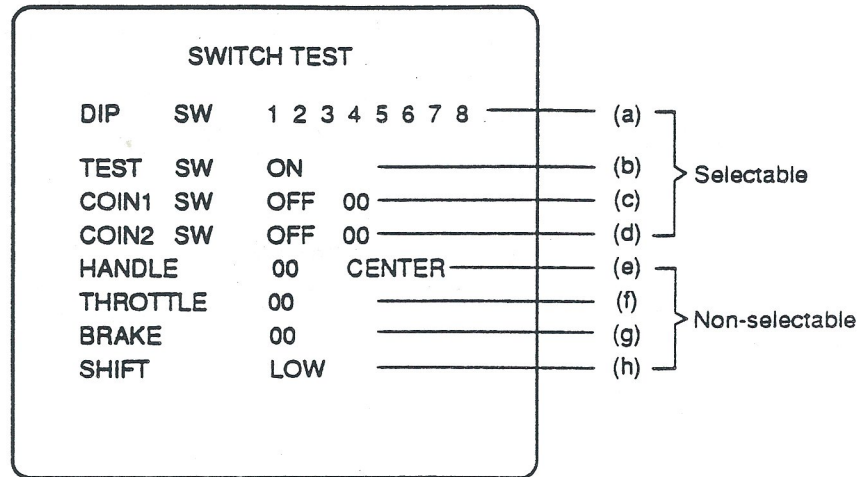 SWITCH TEST
DIP SW 1 2 3 4 5 6 7 8 (a)
TEST SW ON (b)
Selectable
COIN1 SW OFF 00 (c)
COIN2 SW OFF 00 (d)
HANDLE 00 CENTER (e)
THROTTLE 00 (f)
Non-selectable
BRAKE 00 (g)
SHIFT LOW (h)